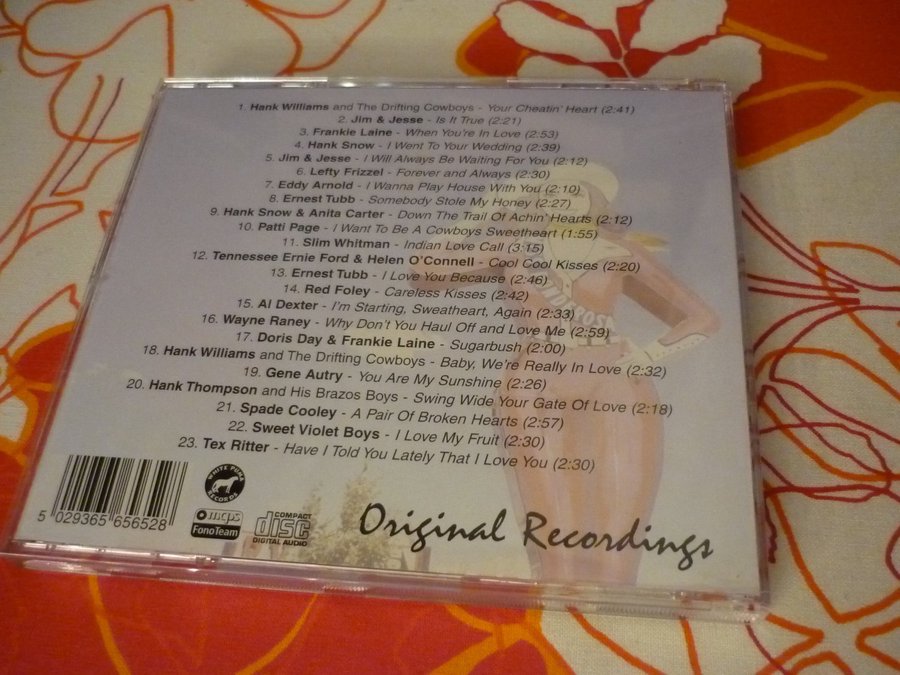 1. Hank Williams and The Drifting Cowboys - Your Cheatin' Heart (2:41)
2. Jim & Jesse - Is It True (2:21)
3. Frankie Laine - When You're In Love (2:53)
4. Hank Snow - I Went To Your Wedding (2:39)
5. Jim & Jesse - I Will Always Be Waiting For You (2:12)
6. Lefty Frizzel - Forever and Always (2:30)
7. Eddy Arnold - I Wanna Play House With You (2:10)
8. Ernest Tubb - Somebody Stole My Honey (2:27)
9. Hank Snow & Anita Carter - Down The Trail Of Achin' Hearts (2:12)
10. Patti Page - I Want To Be A Cowboys Sweetheart (1:55)
11. Slim Whitman - Indian Love Call (3:15)
12. Tennessee Ernie Ford & Helen O'Connell - Cool Cool Kisses (2:20)
13. Ernest Tubb - I Love You Because (2:46)
14. Red Foley - Careless Kisses (2:42)
15. Al Dexter - I'm Starting, Sweatheart, Again (2:33)
16. Wayne Raney - Why Don't You Haul Off and Love Me (2:59)
17. Doris Day & Frankie Laine - Sugarbush (2:00)
18. Hank Williams and The Drifting Cowboys - Baby, We're Really In Love (2:32)
19. Gene Autry - You Are My Sunshine (2:26)
20. Hank Thompson and His Brazos Boys - Swing Wide Your Gate Of Love (2:18)
21. Spade Cooley - A Pair Of Broken Hearts (2:57)
22. Sweet Violet Boys - I Love My Fruit (2:30)
23. Tex Ritter - Have I Told You Lately That I Love You (2:30)
5 029365 656528
WHITE PUMA
RECORDS
mcps
FonoTeam
COMPACT
disc
DIGITAL AUDIO
Original Recordings